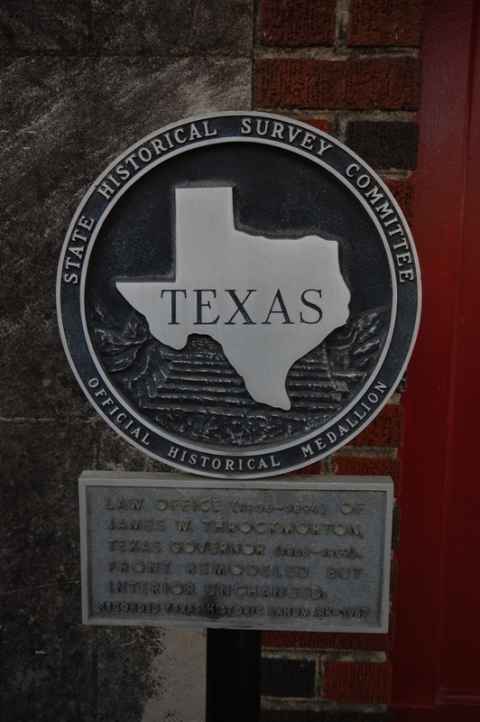 STATE HISTORICAL SURVEY COMMITTEE
TEXAS
OFFICIAL HISTORICAL MEDALLION
LAW OFFICE OF
JAMES W. THROCKMORTON,
TEXAS GOVERNOR
FRONT REMODELED BUT
INTERIOR UNCHANGED.
RECORDED TEXAS HISTORIC LANDMARK